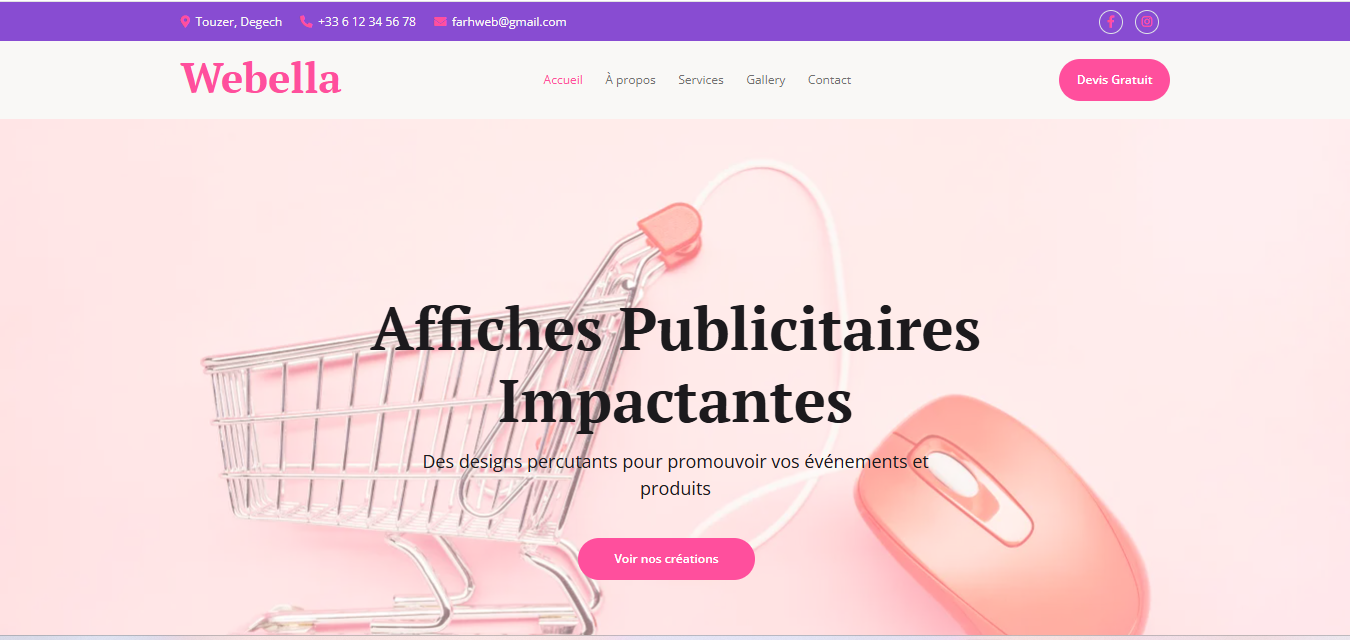 Touzer, Degech +33 6 12 34 56 78 farhweb@gmail.com
Webella
Accueil À propos Services Gallery Contact
Devis Gratuit
Affiches Publicitaires
Impactantes
Des designs percutants pour promouvoir vos événements et
produits
Voir nos créations